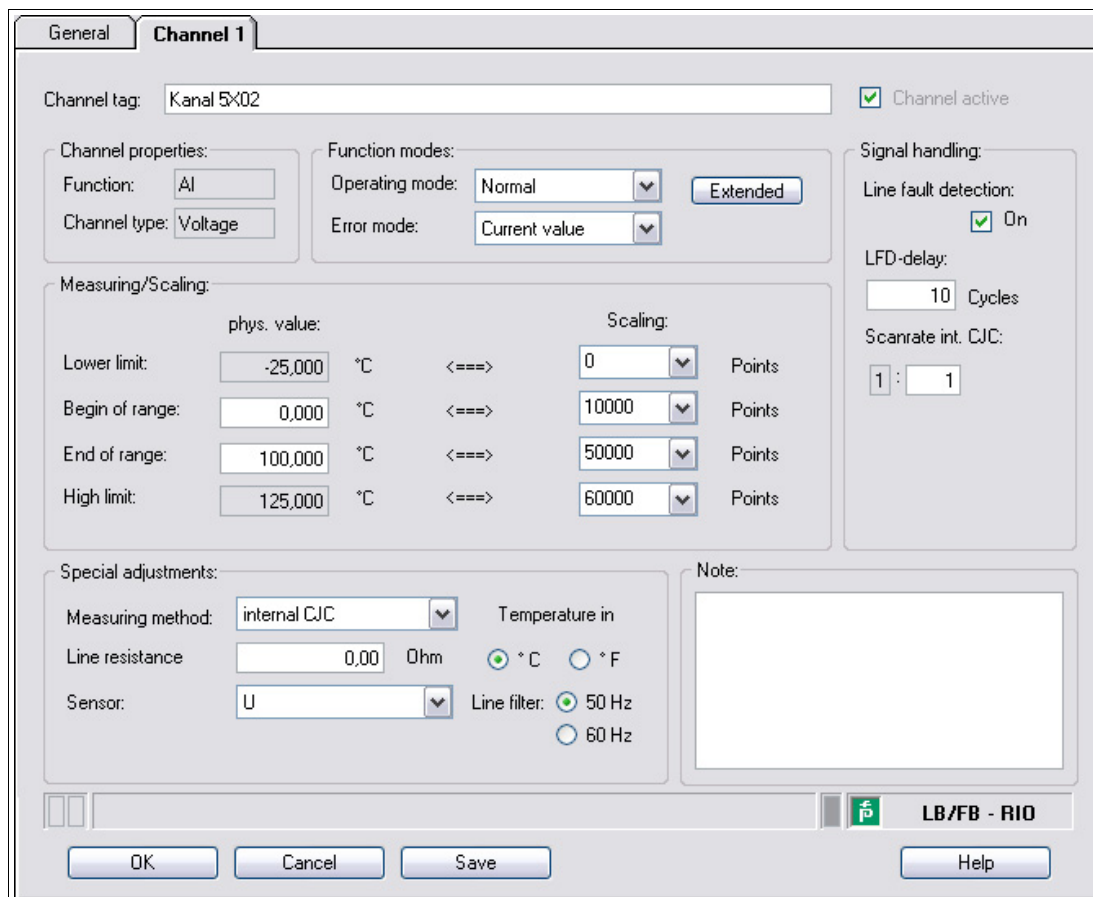 General
Channel 1
Channel tag: Kanal 5X02
Channel active
Channel properties:
Function: AI
Channel type: Voltage
Function modes:
Operating mode: Normal
Extended
Error mode: Current value
Signal handling:
Line fault detection:
On
LFD-delay:
10 Cycles
Scanrate int. CJC:
1 : 1
Measuring/Scaling:
phys. value: Scaling:
Lower limit: -25,000 °C <===> 0 Points
Begin of range: 0,000 °C <===> 10000 Points
End of range: 100,000 °C <===> 50000 Points
High limit: 125,000 °C <===> 60000 Points
Special adjustments:
Measuring method: internal CJC Temperature in
Line resistance 0,00 Ohm ° C ° F
Sensor: U Line filter: 50 Hz
60 Hz
Note:
LB/FB - RIO
OK Cancel Save Help